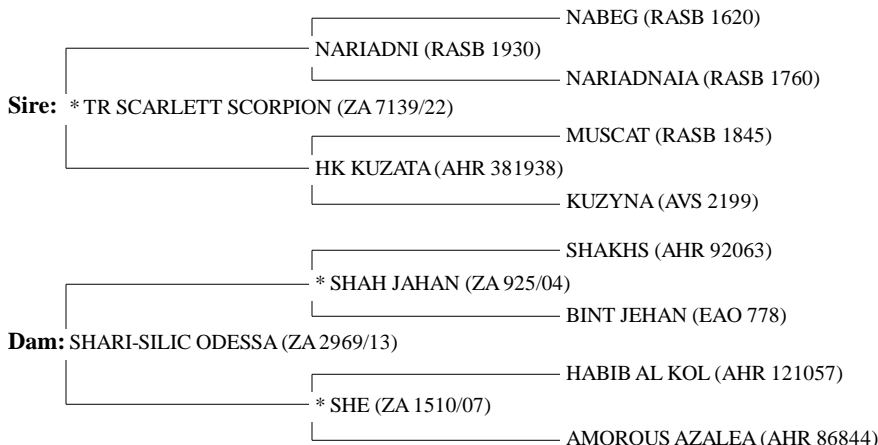 NABEG (RASB 1620)
NARIADNI (RASB 1930)
NARIADNAIA (RASB 1760)
Sire: * TR SCARLETT SCORPION (ZA 7139/22)
MUSCAT (RASB 1845)
HK KUZATA (AHR 381938)
KUZYNA (AVS 2199)
SHAKHS (AHR 92063)
* SHAH JAHAN (ZA 925/04)
BINT JEHAN (EAO 778)
Dam: SHARI-SILIC ODESSA (ZA 2969/13)
HABIB AL KOL (AHR 121057)
* SHE (ZA 1510/07)
AMOROUS AZALEA (AHR 86844)